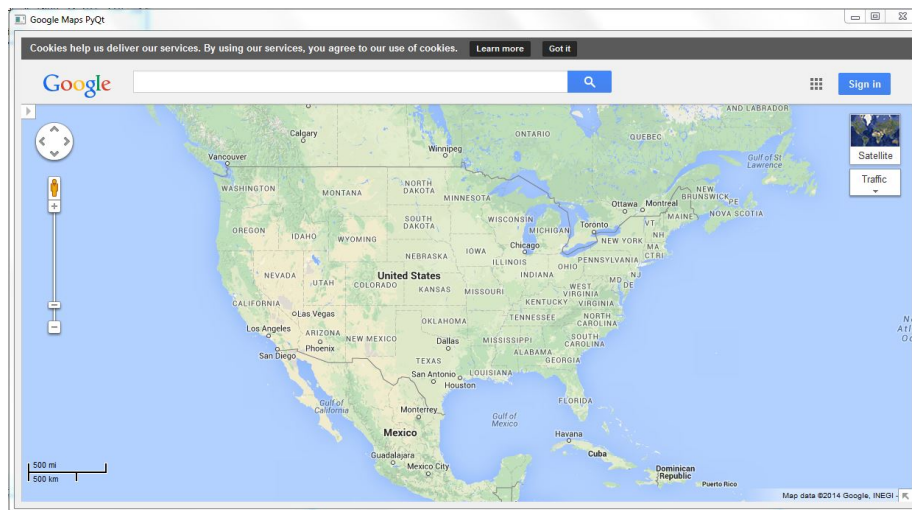 Google Maps PyQt
Cookies help us deliver our services. By using our services, you agree to our use of cookies. Learn more Got it
Google Sign in
AND LABRADOR
Calgary ONTARIO QUEBEC
Winnipeg
Vancouver Gulf of St Lawrence
Satellite
Traffic
WASHINGTON MONTANA NORTH DAKOTA MINNESOTA
Ottawa Montreal NEW BRUNSWICK PE
MAINE NOVA SCOTIA
OREGON IDAHO WYOMING SOUTH DAKOTA WISCONSIN MICHIGAN Toronto VT NH
NEW YORK MA
CT RI
NEBRASKA IOWA Chicago ILLINOIS INDIANA OHIO PENNSYLVANIA
NEVADA UTAH COLORADO United States KANSAS MISSOURI WEST VIRGINIA MD DE NJ
CALIFORNIA KENTUCKY VIRGINIA
Las Vegas OKLAHOMA TENNESSEE NORTH CAROLINA
Los Angeles ARIZONA NEW MEXICO Dallas MISSISSIPPI SOUTH CAROLINA
Phoenix
San Diego TEXAS ALABAMA GEORGIA
San Antonio LOUISIANA
Houston
FLORIDA
Gulf of California Monterrey Gulf of Mexico
Mexico Havana
Guadalajara Cuba
Mexico City Dominican Republic
Puerto Rico
500 mi
500 km
Map data ©2014 Google, INEGI -